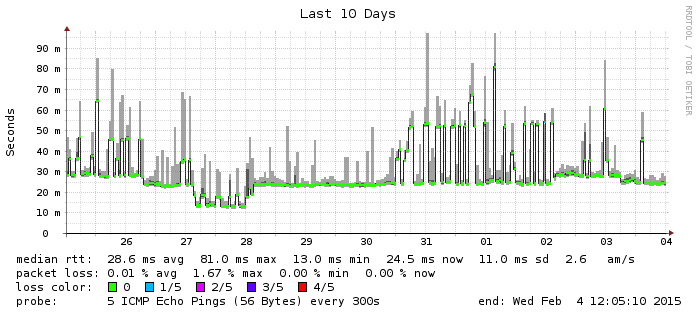 Last 10 Days
RRDTOOL / TOBI OETIKER
Seconds
90 m
80 m
70 m
60 m
50 m
40 m
30 m
20 m
10 m
0
26 27 28 29 30 31 01 02 03 04
median rtt: 28.6 ms avg 81.0 ms max 13.0 ms min 24.5 ms now 11.0 ms sd 2.6 am/s
packet loss: 0.01 % avg 1.67 % max 0.00 % min 0.00 % now
loss color: 0 1/5 2/5 3/5 4/5
probe: 5 ICMP Echo Pings (56 Bytes) every 300s end: Wed Feb 4 12:05:10 2015